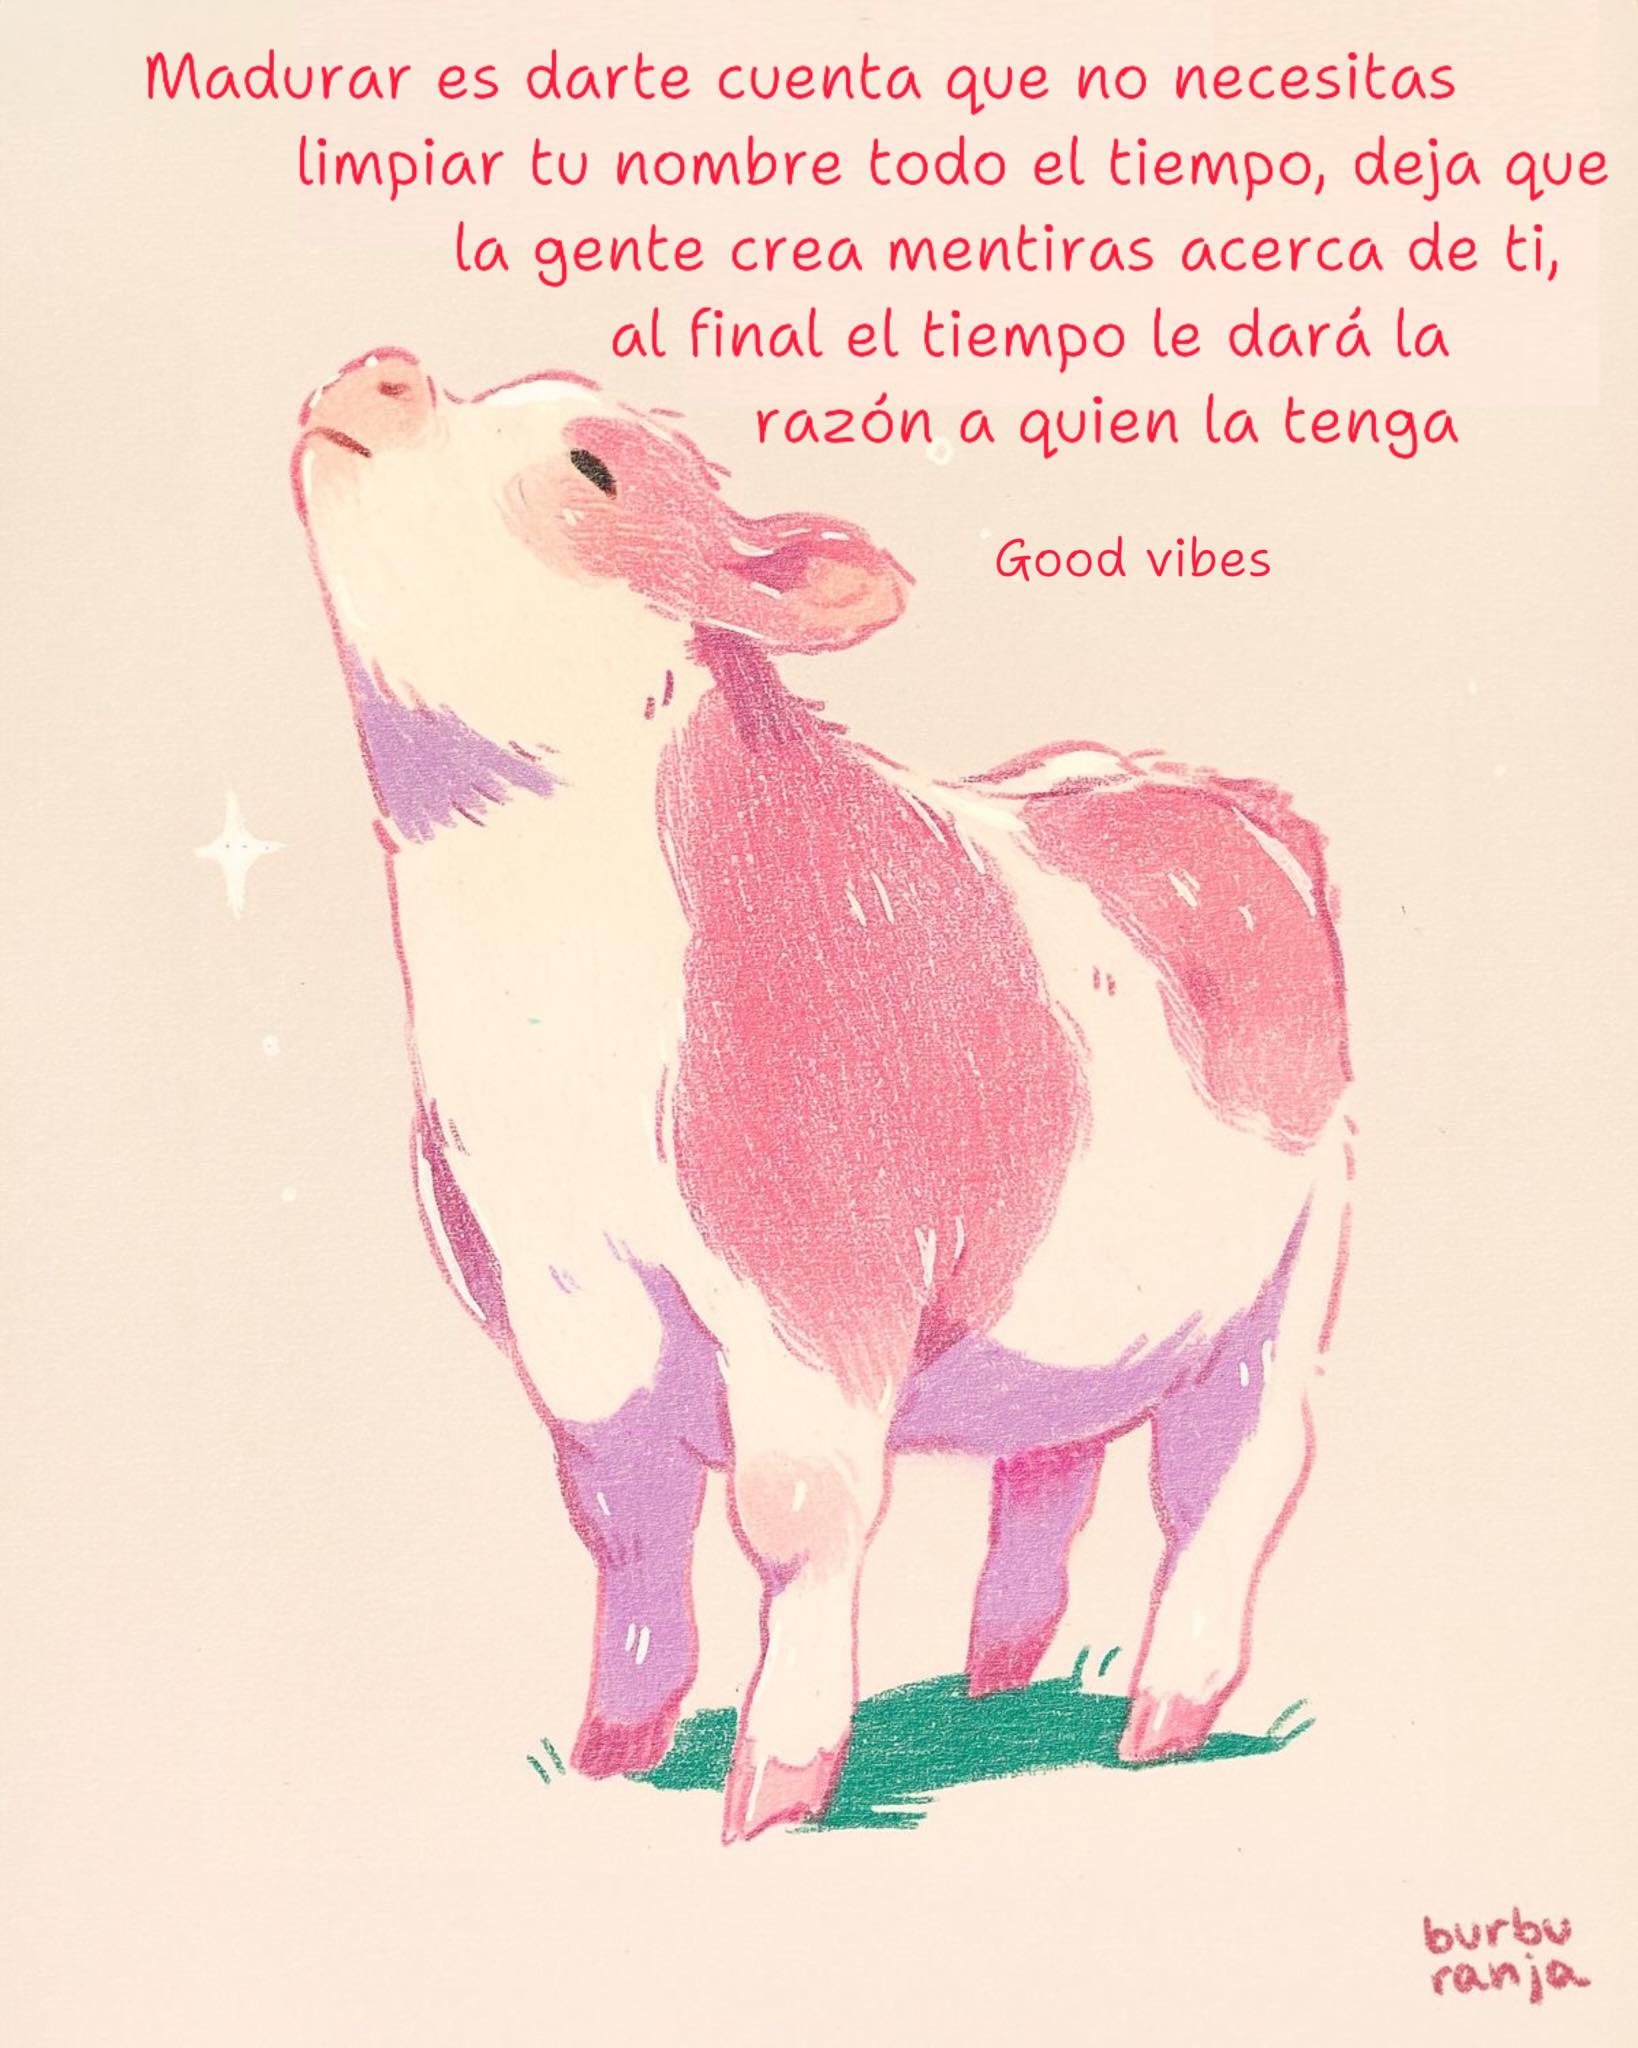 Madurar es darte cuenta que no necesitas
limpiar tu nombre todo el tiempo, deja que
la gente crea mentiras acerca de ti,
al final el tiempo le dará la
razón a quien la tenga
Good vibes
burbu
ranja